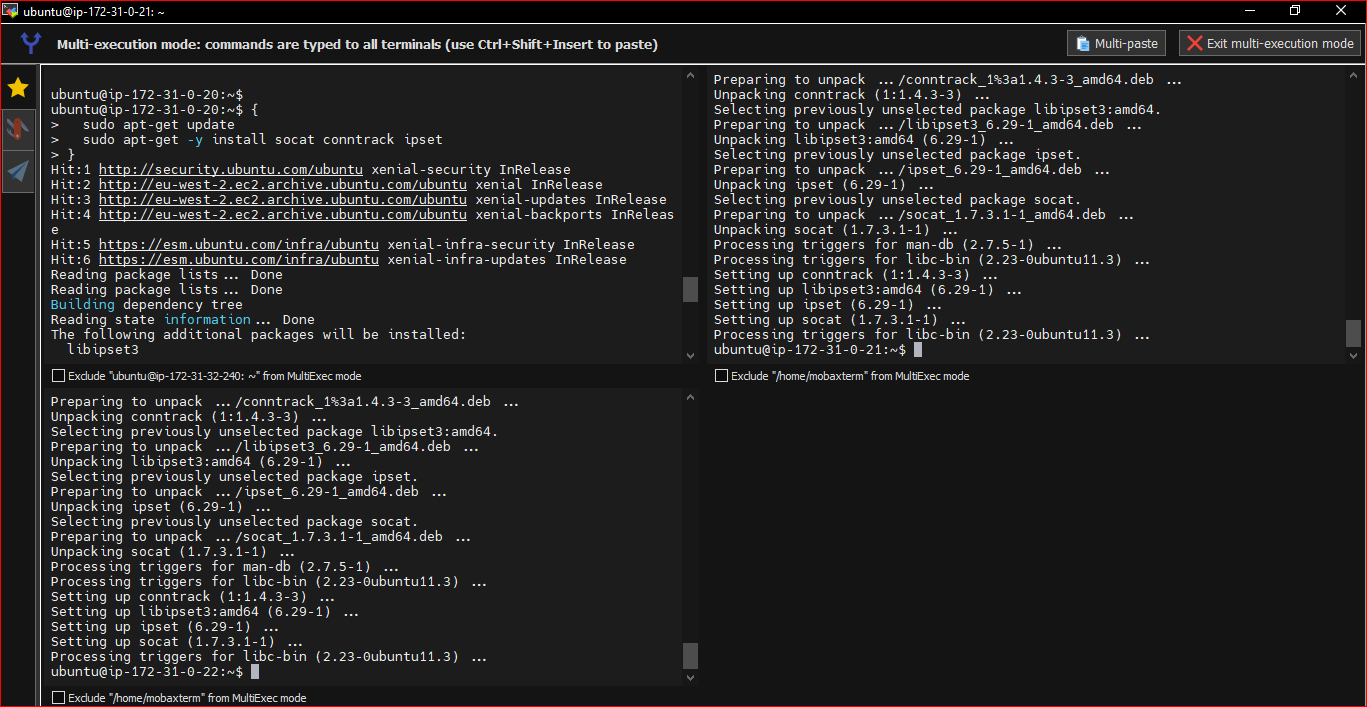 ubuntu@ip-172-31-0-21: ~
Multi-execution mode: commands are typed to all terminals (use Ctrl+Shift+Insert to paste)
Multi-paste
Exit multi-execution mode
ubuntu@ip-172-31-0-20:~$
ubuntu@ip-172-31-0-20:~$ {
>   sudo apt-get update
>   sudo apt-get -y install socat conntrack ipset
> }
Hit:1 http://security.ubuntu.com/ubuntu xenial-security InRelease
Hit:2 http://eu-west-2.ec2.archive.ubuntu.com/ubuntu xenial InRelease
Hit:3 http://eu-west-2.ec2.archive.ubuntu.com/ubuntu xenial-updates InRelease
Hit:4 http://eu-west-2.ec2.archive.ubuntu.com/ubuntu xenial-backports InReleas
e
Hit:5 https://esm.ubuntu.com/infra/ubuntu xenial-infra-security InRelease
Hit:6 https://esm.ubuntu.com/infra/ubuntu xenial-infra-updates InRelease
Reading package lists... Done
Reading package lists... Done
Building dependency tree
Reading state information... Done
The following additional packages will be installed:
  libipset3
Exclude "ubuntu@ip-172-31-32-240: ~" from MultiExec mode
Preparing to unpack .../conntrack_1%3a1.4.3-3_amd64.deb ...
Unpacking conntrack (1:1.4.3-3) ...
Selecting previously unselected package libipset3:amd64.
Preparing to unpack .../libipset3_6.29-1_amd64.deb ...
Unpacking libipset3:amd64 (6.29-1) ...
Selecting previously unselected package ipset.
Preparing to unpack .../ipset_6.29-1_amd64.deb ...
Unpacking ipset (6.29-1) ...
Selecting previously unselected package socat.
Preparing to unpack .../socat_1.7.3.1-1_amd64.deb ...
Unpacking socat (1.7.3.1-1) ...
Processing triggers for man-db (2.7.5-1) ...
Processing triggers for libc-bin (2.23-0ubuntu11.3) ...
Setting up conntrack (1:1.4.3-3) ...
Setting up libipset3:amd64 (6.29-1) ...
Setting up ipset (6.29-1) ...
Setting up socat (1.7.3.1-1) ...
Processing triggers for libc-bin (2.23-0ubuntu11.3) ...
ubuntu@ip-172-31-0-21:~$
Exclude "/home/mobaxterm" from MultiExec mode
Preparing to unpack .../conntrack_1%3a1.4.3-3_amd64.deb ...
Unpacking conntrack (1:1.4.3-3) ...
Selecting previously unselected package libipset3:amd64.
Preparing to unpack .../libipset3_6.29-1_amd64.deb ...
Unpacking libipset3:amd64 (6.29-1) ...
Selecting previously unselected package ipset.
Preparing to unpack .../ipset_6.29-1_amd64.deb ...
Unpacking ipset (6.29-1) ...
Selecting previously unselected package socat.
Preparing to unpack .../socat_1.7.3.1-1_amd64.deb ...
Unpacking socat (1.7.3.1-1) ...
Processing triggers for man-db (2.7.5-1) ...
Processing triggers for libc-bin (2.23-0ubuntu11.3) ...
Setting up conntrack (1:1.4.3-3) ...
Setting up libipset3:amd64 (6.29-1) ...
Setting up ipset (6.29-1) ...
Setting up socat (1.7.3.1-1) ...
Processing triggers for libc-bin (2.23-0ubuntu11.3) ...
ubuntu@ip-172-31-0-22:~$
Exclude "/home/mobaxterm" from MultiExec mode